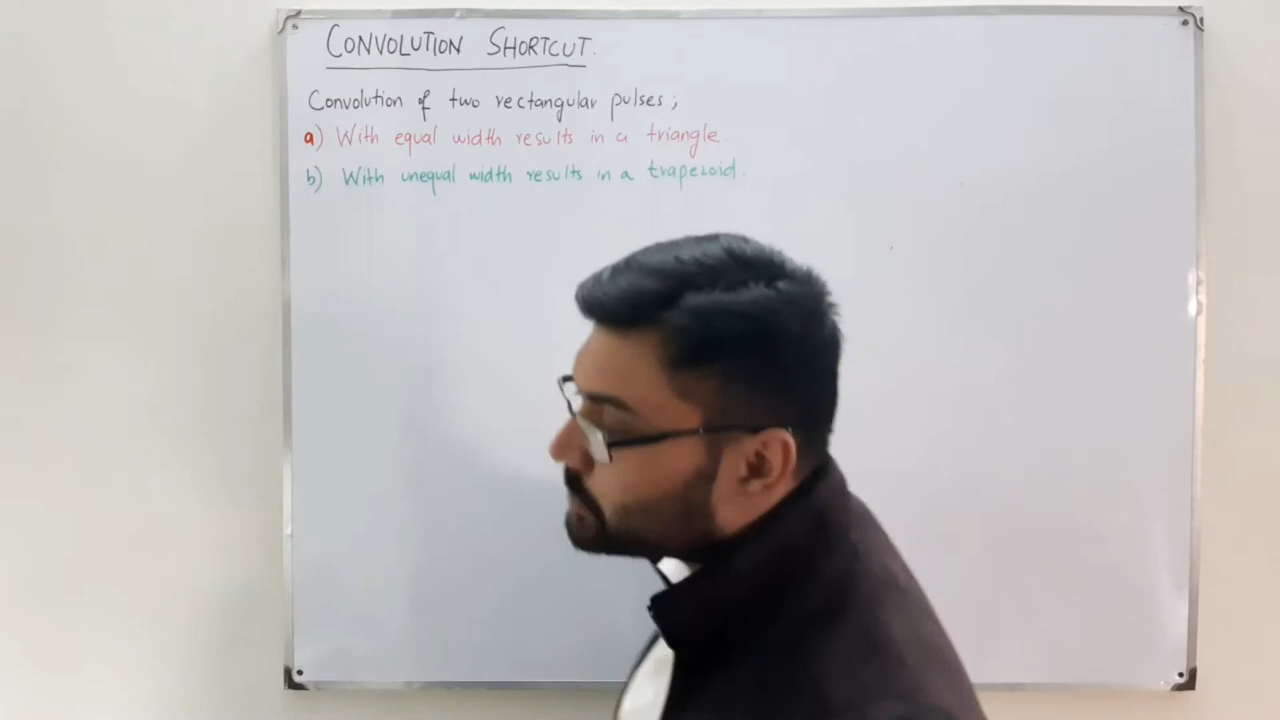 CONVOLUTION SHORTCUT.
Convolution of two rectangular pulses;
a) With equal width results in a triangle.
b) With unequal width results in a trapezoid.